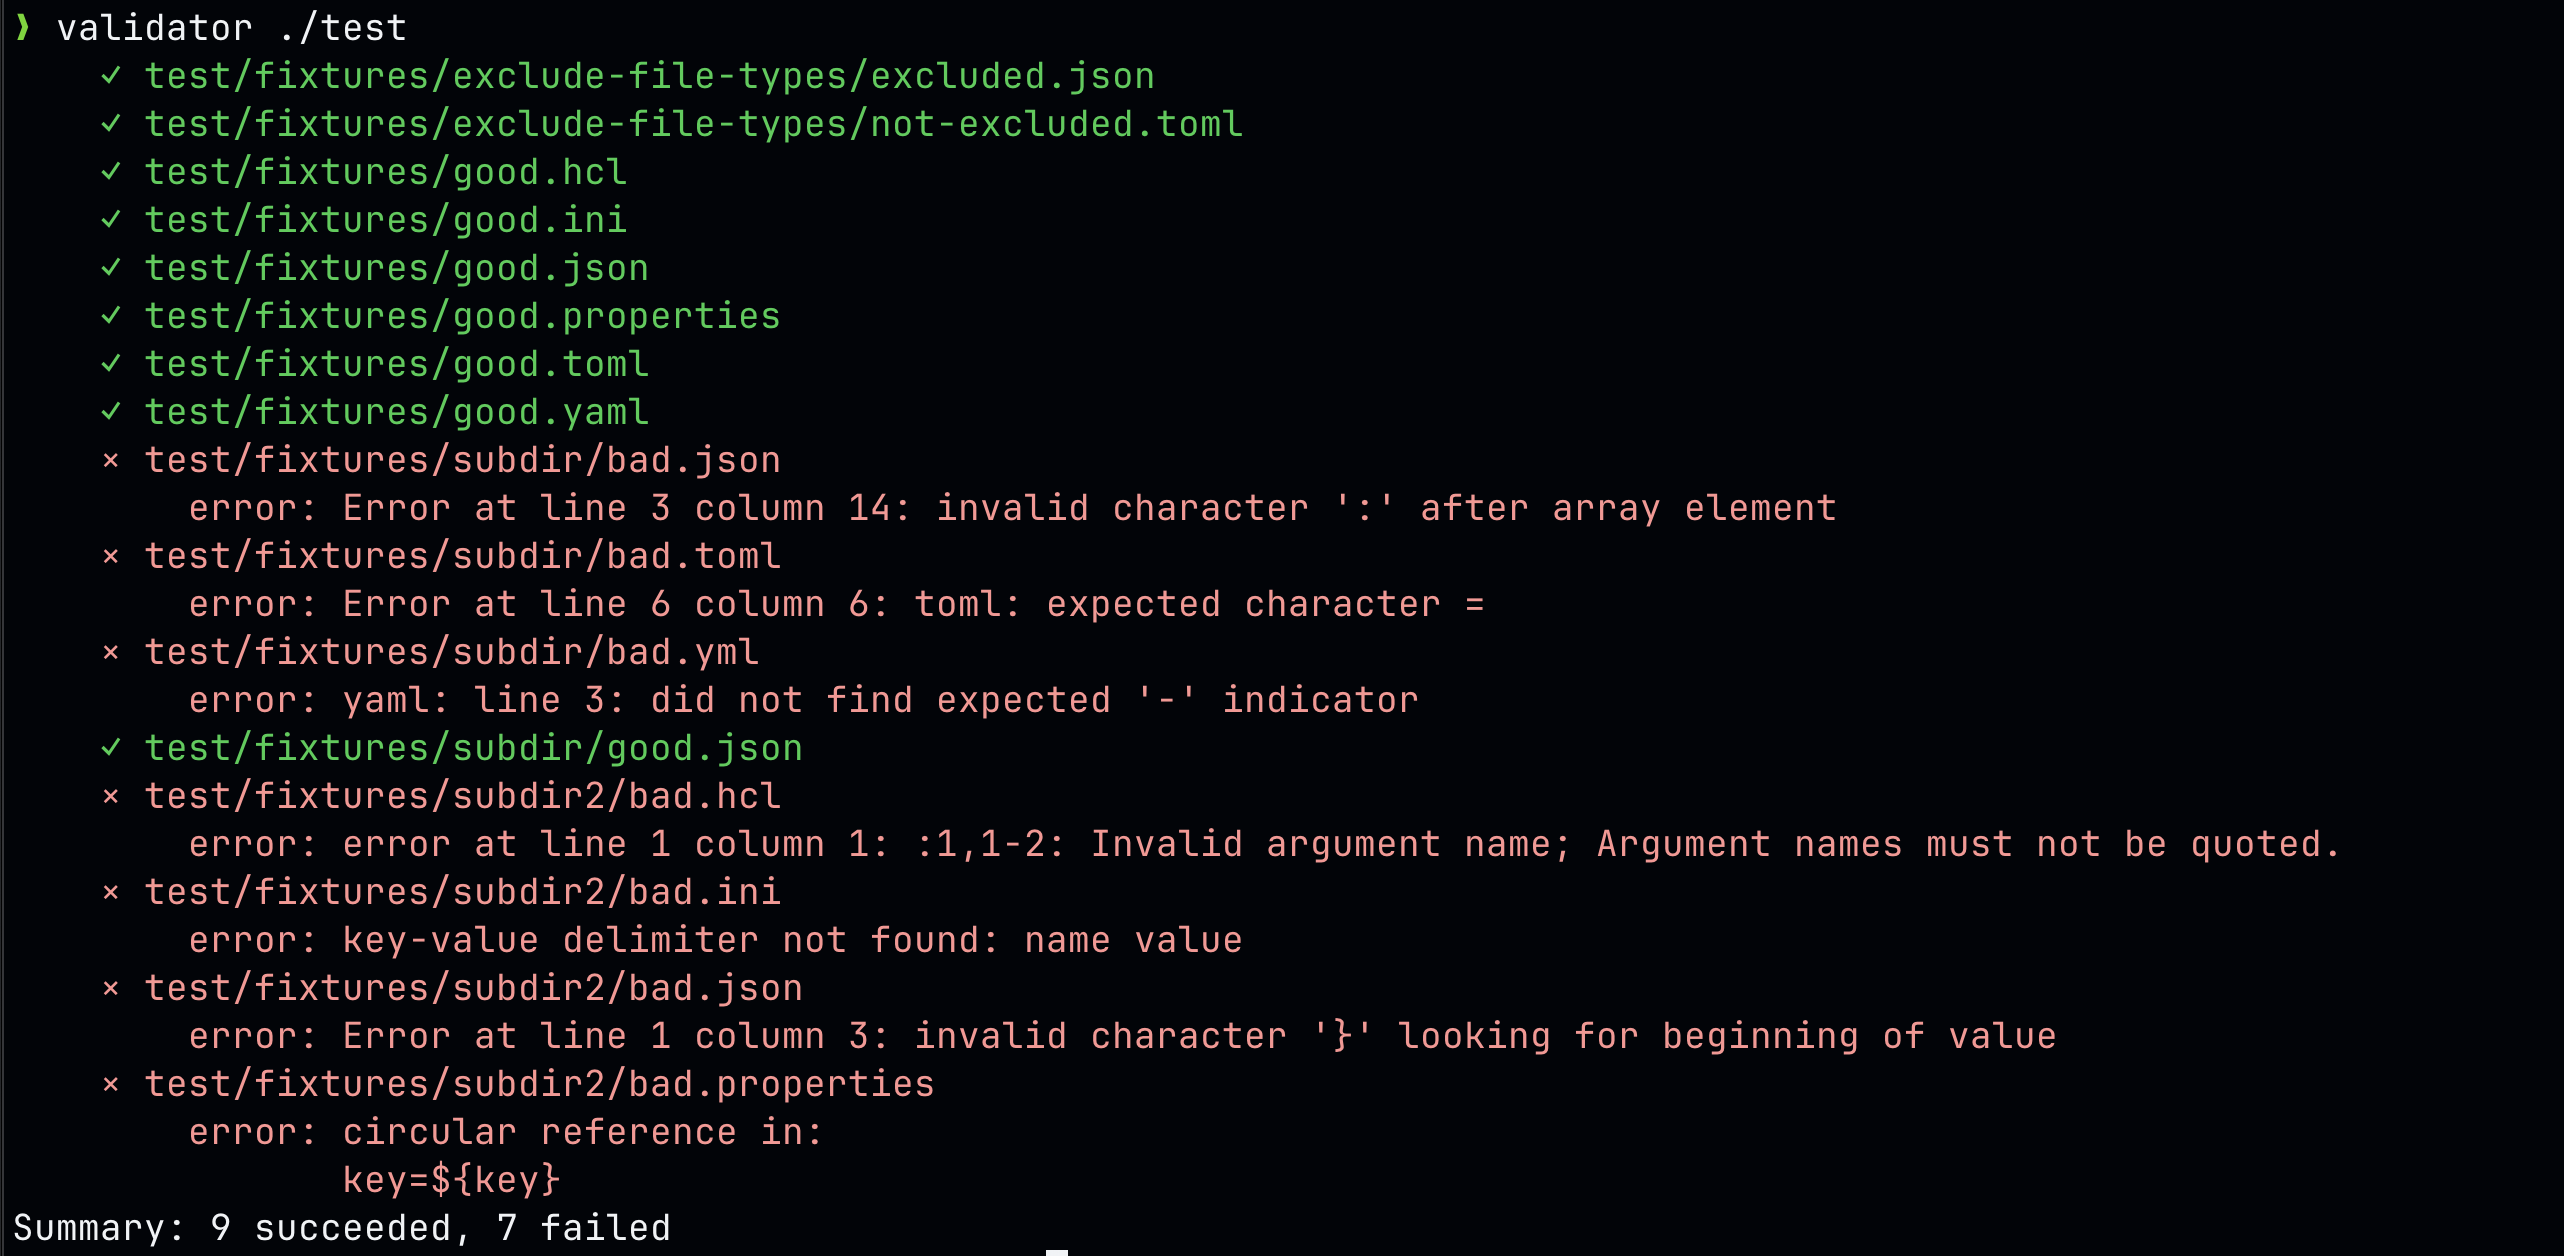 ❯ validator ./test
✓ test/fixtures/exclude-file-types/excluded.json
✓ test/fixtures/exclude-file-types/not-excluded.toml
✓ test/fixtures/good.hcl
✓ test/fixtures/good.ini
✓ test/fixtures/good.json
✓ test/fixtures/good.properties
✓ test/fixtures/good.toml
✓ test/fixtures/good.yaml
× test/fixtures/subdir/bad.json
error: Error at line 3 column 14: invalid character ':' after array element
× test/fixtures/subdir/bad.toml
error: Error at line 6 column 6: toml: expected character =
× test/fixtures/subdir/bad.yml
error: yaml: line 3: did not find expected '-' indicator
✓ test/fixtures/subdir/good.json
× test/fixtures/subdir2/bad.hcl
error: error at line 1 column 1: :1,1-2: Invalid argument name; Argument names must not be quoted.
× test/fixtures/subdir2/bad.ini
error: key-value delimiter not found: name value
× test/fixtures/subdir2/bad.json
error: Error at line 1 column 3: invalid character '}' looking for beginning of value
× test/fixtures/subdir2/bad.properties
error: circular reference in:
key=${key}
Summary: 9 succeeded, 7 failed